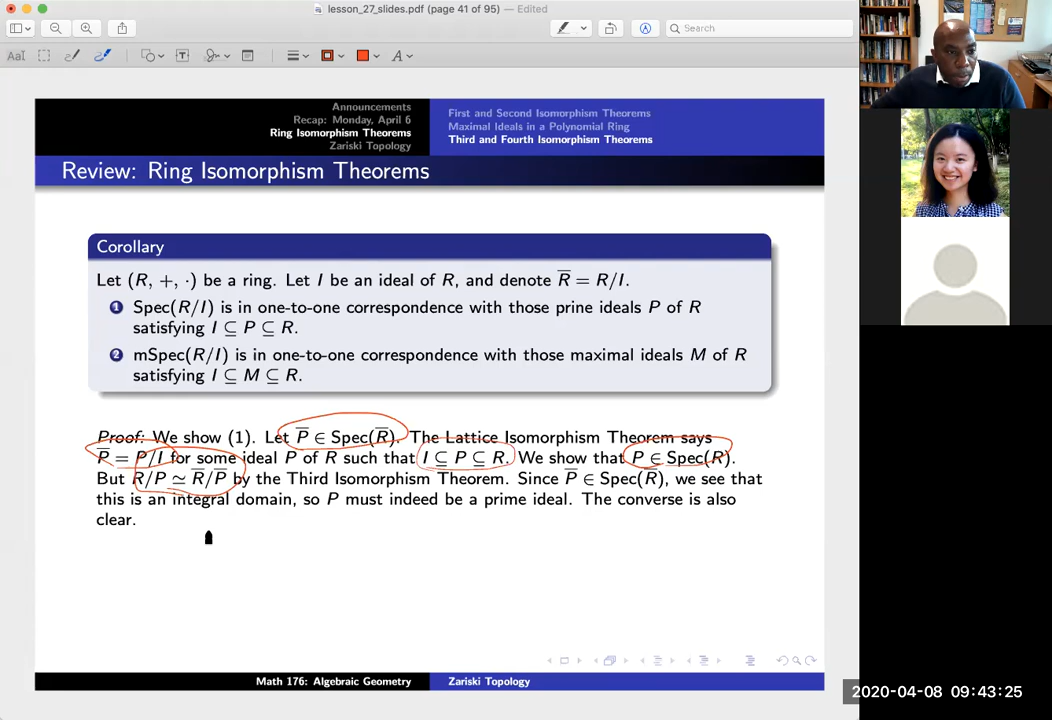 lesson_27_slides.pdf (page 41 of 95) — Edited
Search
Announcements
Recap: Monday, April 6
Ring Isomorphism Theorems
Zariski Topology
First and Second Isomorphism Theorems
Maximal Ideals in a Polynomial Ring
Third and Fourth Isomorphism Theorems
Review: Ring Isomorphism Theorems
Corollary
Let (R, +, ·) be a ring. Let I be an ideal of R, and denote R̅ = R/I.
1 Spec(R/I) is in one-to-one correspondence with those prine ideals P of R
satisfying I ⊆ P ⊆ R.
2 mSpec(R/I) is in one-to-one correspondence with those maximal ideals M of R
satisfying I ⊆ M ⊆ R.
Proof: We show (1). Let P̅ ∈ Spec(R̅). The Lattice Isomorphism Theorem says
P̅ = P/I for some ideal P of R such that I ⊆ P ⊆ R. We show that P ∈ Spec(R).
But R/P ≃ R̅/P̅ by the Third Isomorphism Theorem. Since P̅ ∈ Spec(R̅), we see that
this is an integral domain, so P must indeed be a prime ideal. The converse is also
clear.
Math 176: Algebraic Geometry
Zariski Topology
2020-04-08 09:43:25